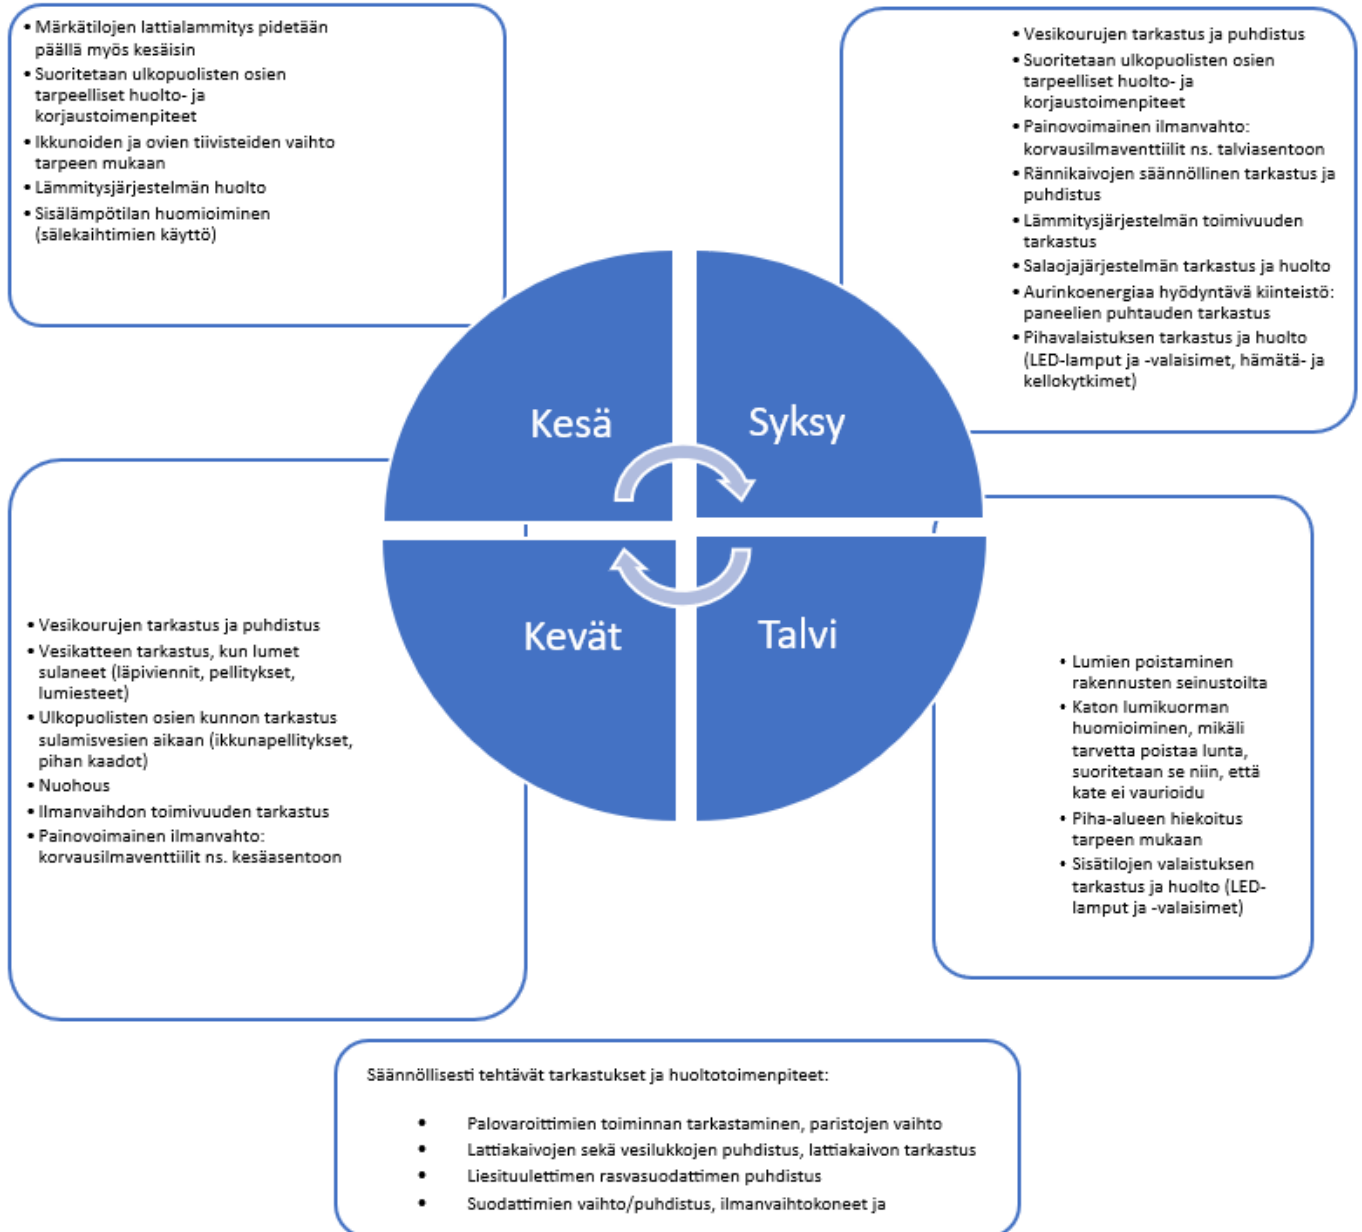 • Märkätilojen lattialammitys pidetään
päällä myös kesäisin
• Suoritetaan ulkopuolisten osien
tarpeelliset huolto- ja
korjaustoimenpiteet
• Ikkunoiden ja ovien tiivisteiden vaihto
tarpeen mukaan
• Lämmitysjärjestelmän huolto
• Sisälämpötilan huomioiminen
(sälekaihtimien käyttö)
• Vesikourujen tarkastus ja puhdistus
• Suoritetaan ulkopuolisten osien
tarpeelliset huolto- ja
korjaustoimenpiteet
• Painovoimainen ilmanvahto:
korvausilmaventtiilit ns. talviasentoon
• Rännikaivojen säännöllinen tarkastus ja
puhdistus
• Lämmitysjärjestelmän toimivuuden
tarkastus
• Salaojajärjestelmän tarkastus ja huolto
• Aurinkoenergiaa hyödyntävä kiinteistö:
paneelien puhtauden tarkastus
• Pihavalaistuksen tarkastus ja huolto
(LED-lamput ja -valaisimet, hämätä- ja
kellokytkimet)
Kesä
Syksy
Kevät
Talvi
• Vesikourujen tarkastus ja puhdistus
• Vesikatteen tarkastus, kun lumet
sulaneet (läpiviennit, pellitykset,
lumiesteet)
• Ulkopuolisten osien kunnon tarkastus
sulamisvesien aikaan (ikkunapellitykset,
pihan kaadot)
• Nuohous
• Ilmanvaihdon toimivuuden tarkastus
• Painovoimainen ilmanvahto:
korvausilmaventtiilit ns. kesäasentoon
• Lumien poistaminen
rakennusten seinustoilta
• Katon lumikuorman
huomioiminen, mikäli
tarvetta poistaa lunta,
suoritetaan se niin, että
kate ei vaurioidu
• Piha-alueen hiekoitus
tarpeen mukaan
• Sisätilojen valaistuksen
tarkastus ja huolto (LED-
lamput ja -valaisimet)
Säännöllisesti tehtävät tarkastukset ja huoltotoimenpiteet:
• Palovaroittimien toiminnan tarkastaminen, paristojen vaihto
• Lattiakaivojen sekä vesilukkojen puhdistus, lattiakaivon tarkastus
• Liesituulettimen rasvasuodattimen puhdistus
• Suodattimien vaihto/puhdistus, ilmanvaihtokoneet ja